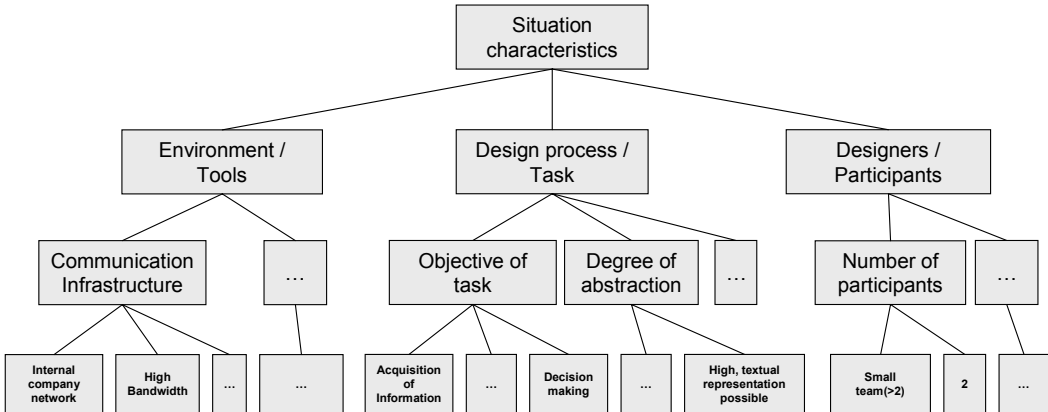 Situation
characteristics
Environment /
Tools
Design process /
Task
Designers /
Participants
Communication
Infrastructure
…
Objective of
task
Degree of
abstraction
…
Number of
participants
…
Internal
company
network
High
Bandwidth
…
…
Acquisition
of
Information
…
Decision
making
…
High, textual
representation
possible
Small
team(>2)
2
…